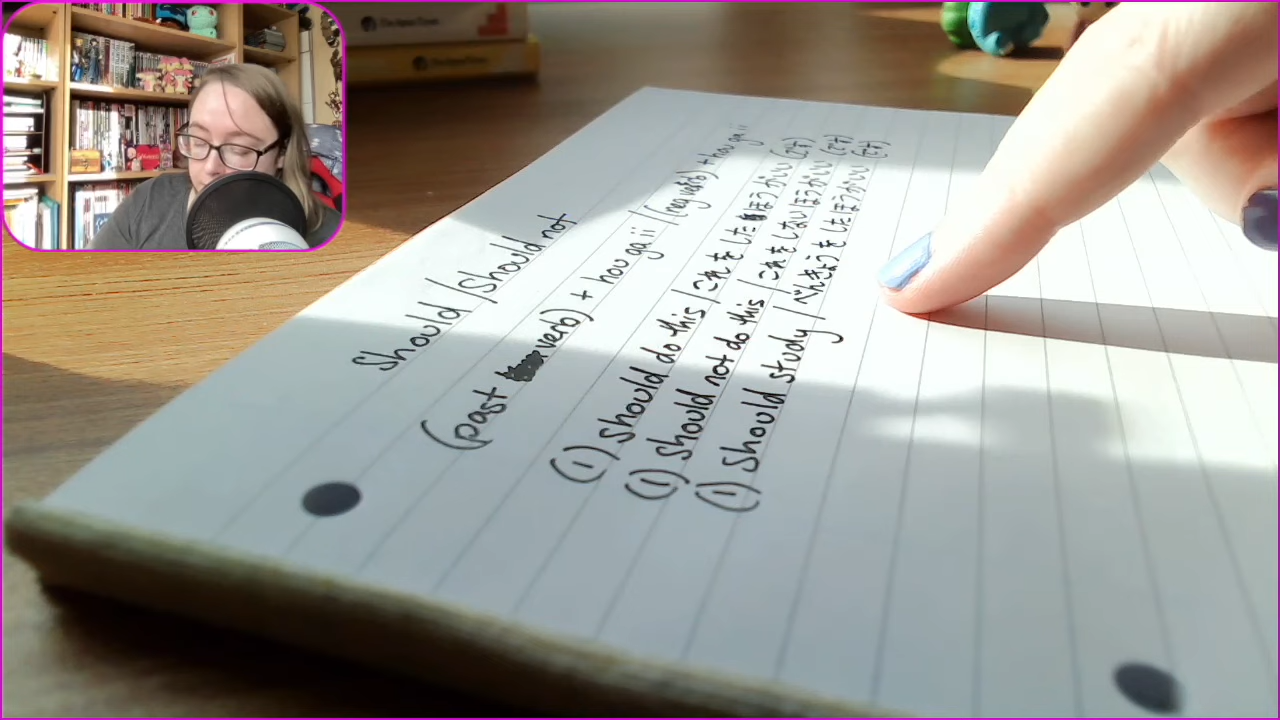 Should / Should not
(past verb) + hou ga ii / (neg past) + hou ga ii
(I) should do this / これをしたほうがいい (です)
(I) should not do this / これをしないほうがいい (です)
(I) should study / べんきょうをしたほうがいい (です)